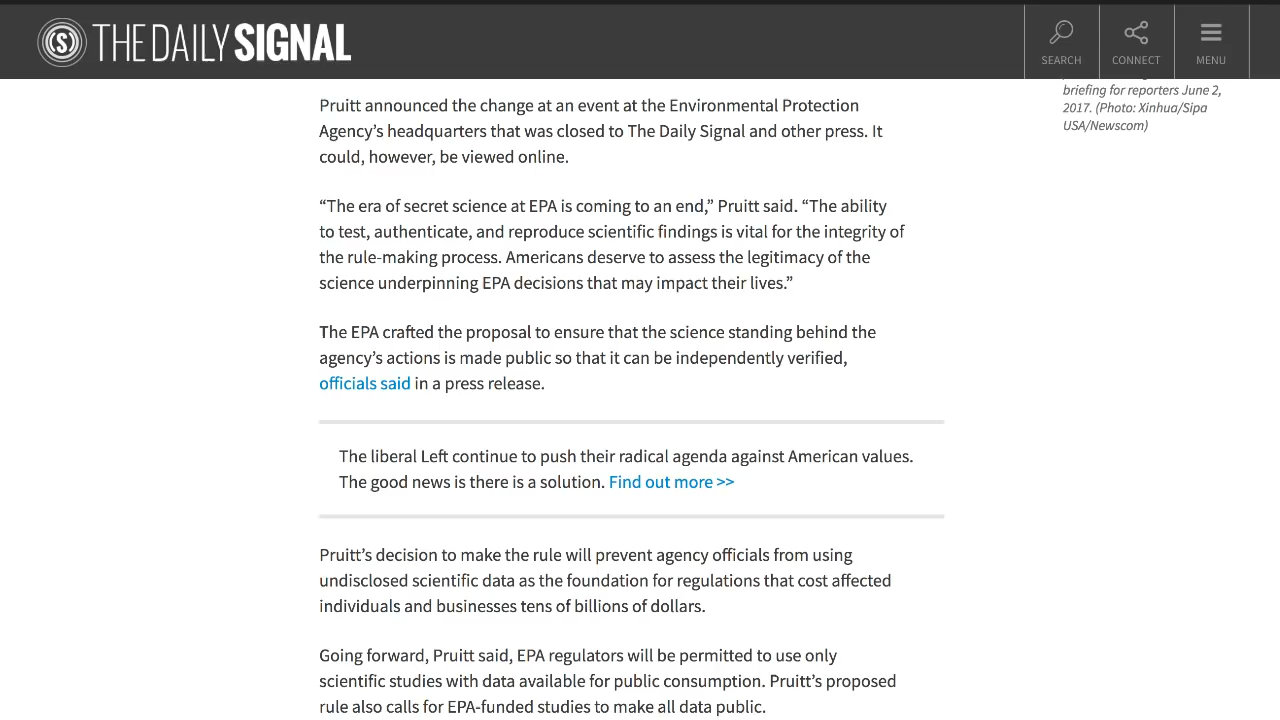 THE DAILY SIGNAL
SEARCH
CONNECT
MENU
briefing for reporters June 2,
2017. (Photo: Xinhua/Sipa
USA/Newscom)
Pruitt announced the change at an event at the Environmental Protection
Agency’s headquarters that was closed to The Daily Signal and other press. It
could, however, be viewed online.
“The era of secret science at EPA is coming to an end,” Pruitt said. “The ability
to test, authenticate, and reproduce scientific findings is vital for the integrity of
the rule-making process. Americans deserve to assess the legitimacy of the
science underpinning EPA decisions that may impact their lives.”
The EPA crafted the proposal to ensure that the science standing behind the
agency’s actions is made public so that it can be independently verified,
officials said in a press release.
The liberal Left continue to push their radical agenda against American values.
The good news is there is a solution. Find out more >>
Pruitt’s decision to make the rule will prevent agency officials from using
undisclosed scientific data as the foundation for regulations that cost affected
individuals and businesses tens of billions of dollars.
Going forward, Pruitt said, EPA regulators will be permitted to use only
scientific studies with data available for public consumption. Pruitt’s proposed
rule also calls for EPA-funded studies to make all data public.